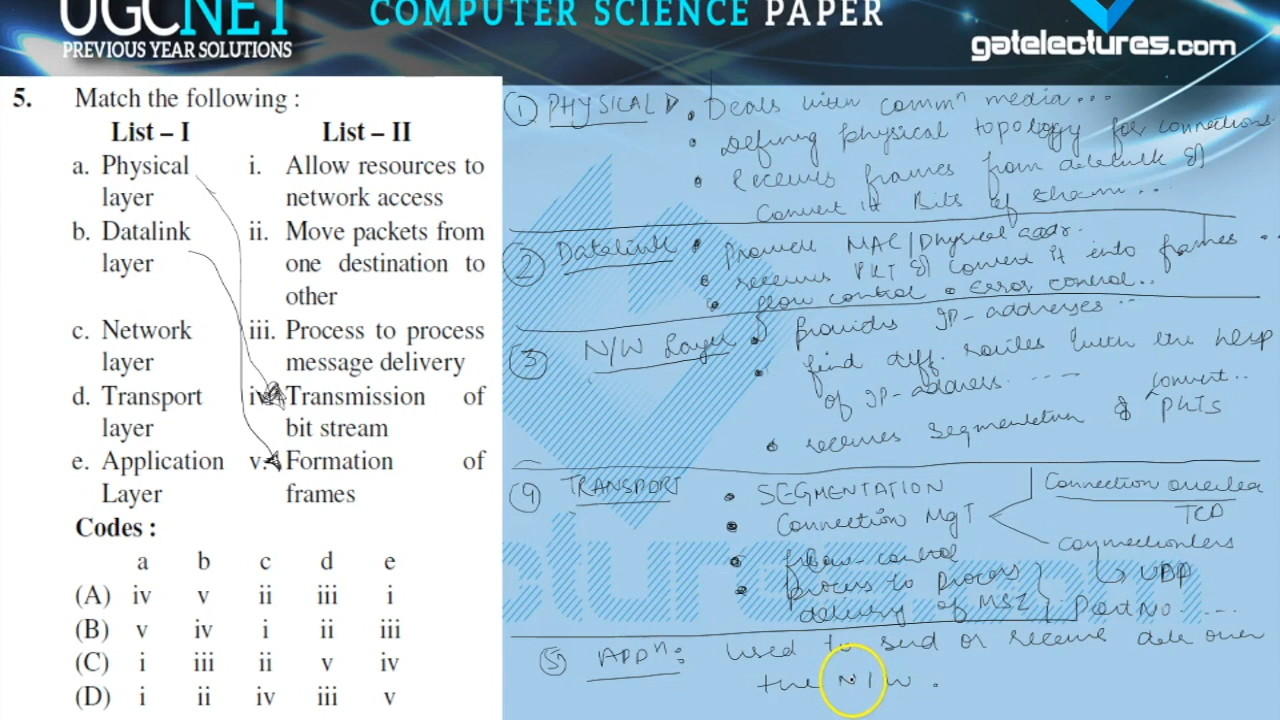 UGCNET
COMPUTER SCIENCE PAPER
PREVIOUS YEAR SOLUTIONS
gatelectures.com
5. Match the following :
List – I List – II
a. Physical layer
i. Allow resources to network access
b. Datalink layer
ii. Move packets from one destination to other
c. Network layer
iii. Process to process message delivery
d. Transport layer
iv. Transmission of bit stream
e. Application Layer
v. Formation of frames
Codes :
a b c d e
(A) iv v ii iii i
(B) v iv i ii iii
(C) i iii ii v iv
(D) i ii iv iii v
① PHYSICAL • Deals with commn media...
• Defining physical topology for connections
• Receives frames from datalink &
Convert it Bits of stream...
② Datalink • Provide MAC/Physical addr.
• receives PKT & convert it into frames...
• flow control • Error control..
③ N/W Layer • Provides IP-addresses..
• find diff. routes with the help
of IP-address. ----
• receives segmentation & convert..
PKTS
④ TRANSPORT • SEGMENTATION
• Connection MgT
Connection oriented
TCP
connectionless
UDP
• flow-control
• process to process
delivery of MSG Port No....
⑤ APPn: used to send or receive data over
the N/W.
ctures.com